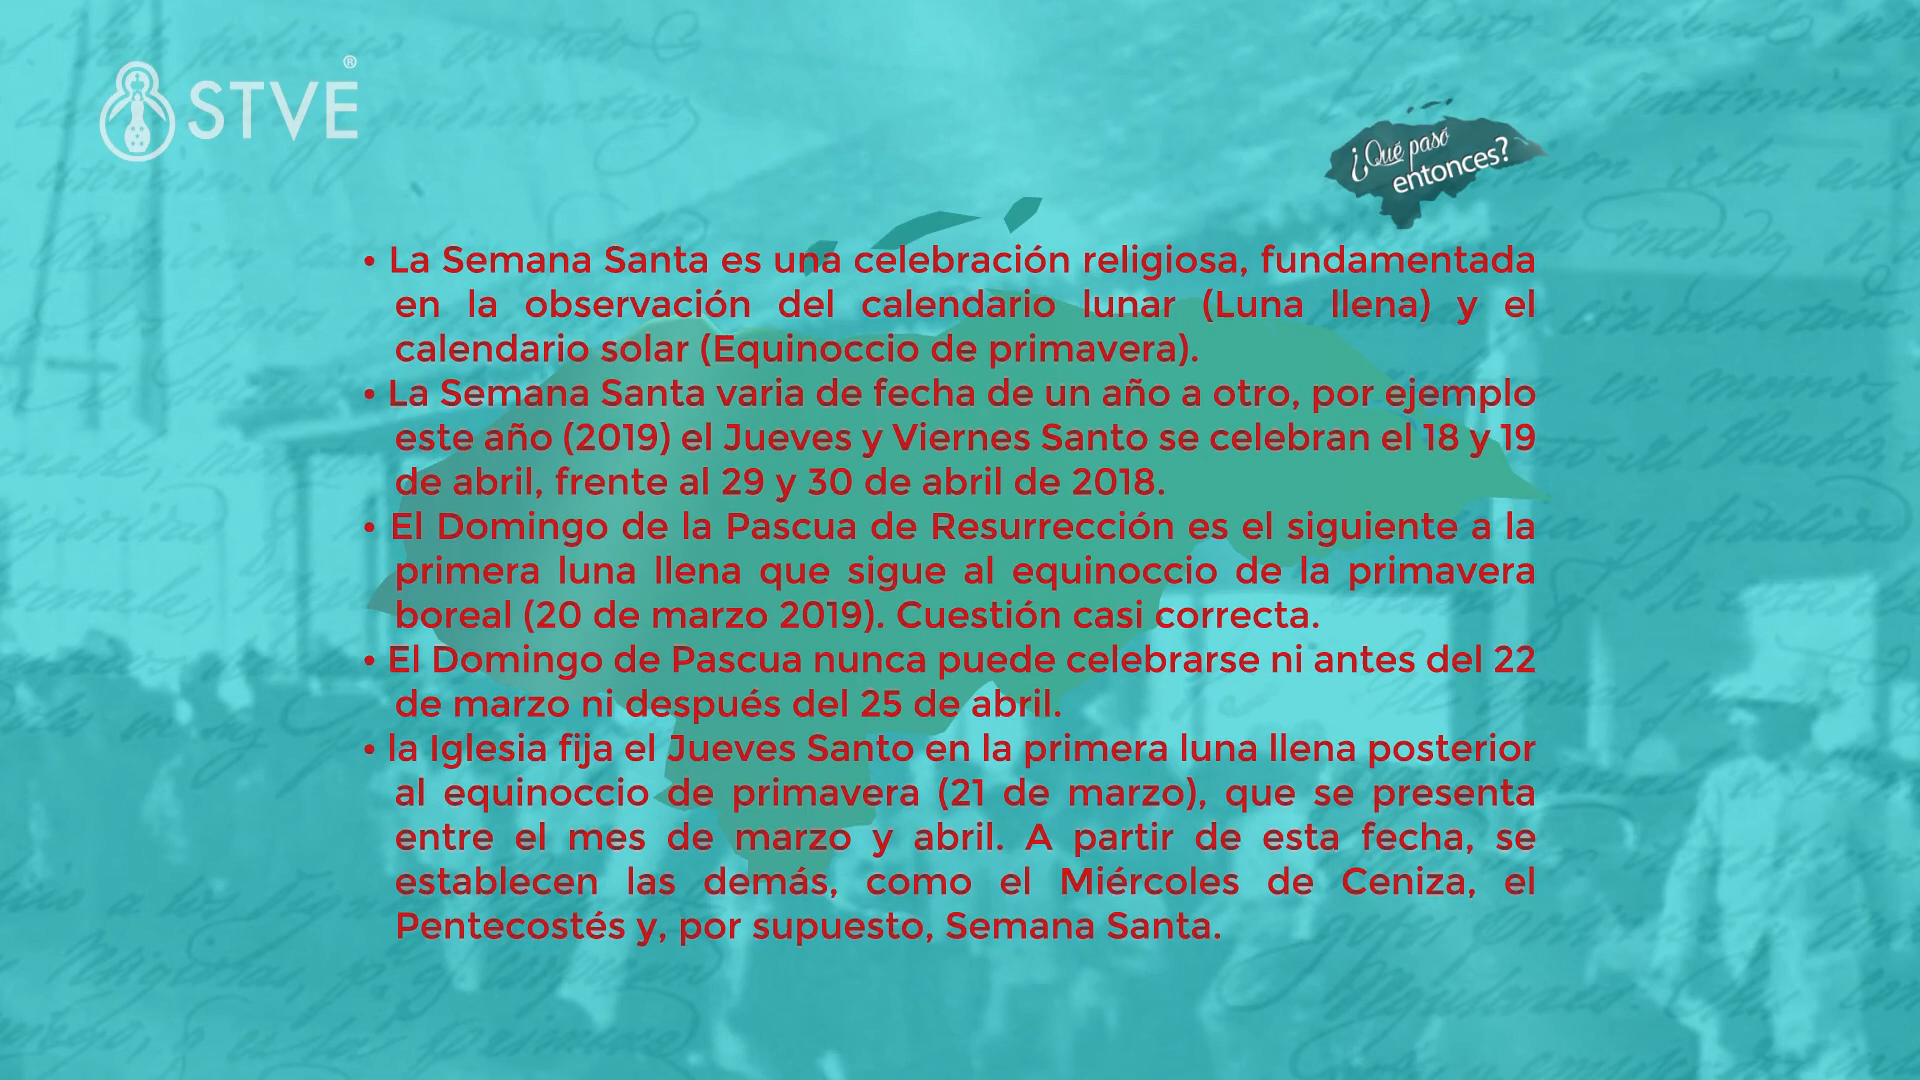 STVE®
¿Qué pasó
entonces?
• La Semana Santa es una celebración religiosa, fundamentada
en la observación del calendario lunar (Luna llena) y el
calendario solar (Equinoccio de primavera).
• La Semana Santa varia de fecha de un año a otro, por ejemplo
este año (2019) el Jueves y Viernes Santo se celebran el 18 y 19
de abril, frente al 29 y 30 de abril de 2018.
• El Domingo de la Pascua de Resurrección es el siguiente a la
primera luna llena que sigue al equinoccio de la primavera
boreal (20 de marzo 2019). Cuestión casi correcta.
• El Domingo de Pascua nunca puede celebrarse ni antes del 22
de marzo ni después del 25 de abril.
• la Iglesia fija el Jueves Santo en la primera luna llena posterior
al equinoccio de primavera (21 de marzo), que se presenta
entre el mes de marzo y abril. A partir de esta fecha, se
establecen las demás, como el Miércoles de Ceniza, el
Pentecostés y, por supuesto, Semana Santa.